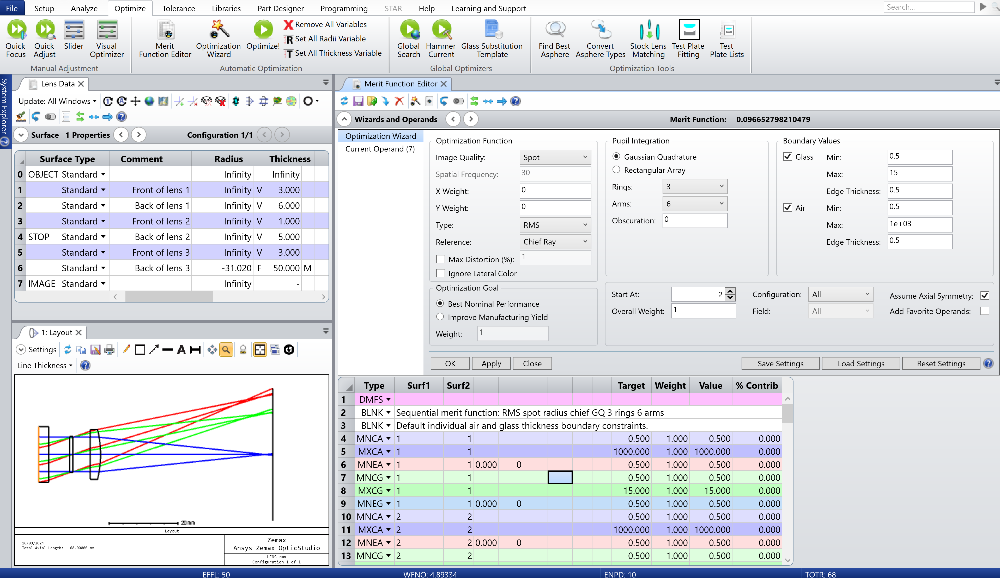 File Setup Analyze Optimize Tolerance Libraries Part Designer Programming STAR Help Learning and Support Search...
Quick Focus
Quick Adjust
Slider
Visual Optimizer
Manual Adjustment
Merit Function Editor
Optimization Wizard
Optimize!
Remove All Variables
Set All Radii Variable
Set All Thickness Variable
Automatic Optimization
Global Search
Hammer Current
Glass Substitution Template
Global Optimizers
Find Best Asphere
Convert Asphere Types
Stock Lens Matching
Test Plate Fitting
Test Plate Lists
Optimization Tools
System Explorer
Lens Data
Update: All Windows
Surface 1 Properties Configuration 1/1
Surface Type Comment Radius Thickness
0 OBJECT Standard Infinity Infinity
1 Standard Front of lens 1 Infinity V 3.000
2 Standard Back of lens 1 Infinity V 6.000
3 Standard Front of lens 2 Infinity V 1.000
4 STOP Standard Back of lens 2 Infinity V 5.000
5 Standard Front of lens 3 Infinity V 3.000
6 Standard Back of lens 3 -31.020 F 50.000 M
7 IMAGE Standard Infinity -
1: Layout
Settings
Line Thickness
20 mm
Layout
16/09/2024
Total Axial Length: 68.00000 mm
Zemax
Ansys Zemax OpticStudio
LENS.zmx
Configuration 1 of 1
Merit Function Editor
Wizards and Operands Merit Function: 0.096652798210479
Optimization Wizard
Current Operand (7)
Optimization Function
Image Quality: Spot
Spatial Frequency: 30
X Weight: 0
Y Weight: 0
Type: RMS
Reference: Chief Ray
Max Distortion (%): 1
Ignore Lateral Color
Optimization Goal
Best Nominal Performance
Improve Manufacturing Yield
Weight: 1
Pupil Integration
Gaussian Quadrature
Rectangular Array
Rings: 3
Arms: 6
Obscuration: 0
Boundary Values
Glass Min: 0.5
Max: 15
Edge Thickness: 0.5
Air Min: 0.5
Max: 1e+03
Edge Thickness: 0.5
Start At: 2 Configuration: All Assume Axial Symmetry:
Overall Weight: 1 Field: All Add Favorite Operands:
OK Apply Close Save Settings Load Settings Reset Settings
Type Surf1 Surf2 Target Weight Value % Contrib
1 DMFS
2 BLNK Sequential merit function: RMS spot radius chief GQ 3 rings 6 arms
3 BLNK Default individual air and glass thickness boundary constraints.
4 MNCA 1 1 0.500 1.000 0.500 0.000
5 MXCA 1 1 1000.000 1.000 1000.000 0.000
6 MNEA 1 1 0.000 0 0.500 1.000 0.500 0.000
7 MNCG 1 1 0.500 1.000 0.500 0.000
8 MXCG 1 1 15.000 1.000 15.000 0.000
9 MNEG 1 1 0.000 0 0.500 1.000 0.500 0.000
10 MNCA 2 2 0.500 1.000 0.500 0.000
11 MXCA 2 2 1000.000 1.000 1000.000 0.000
12 MNEA 2 2 0.000 0 0.500 1.000 0.500 0.000
13 MNCG 2 2 0.500 1.000 0.500 0.000
EFFL: 50 WFNO: 4.89334 ENPD: 10 TOTR: 68